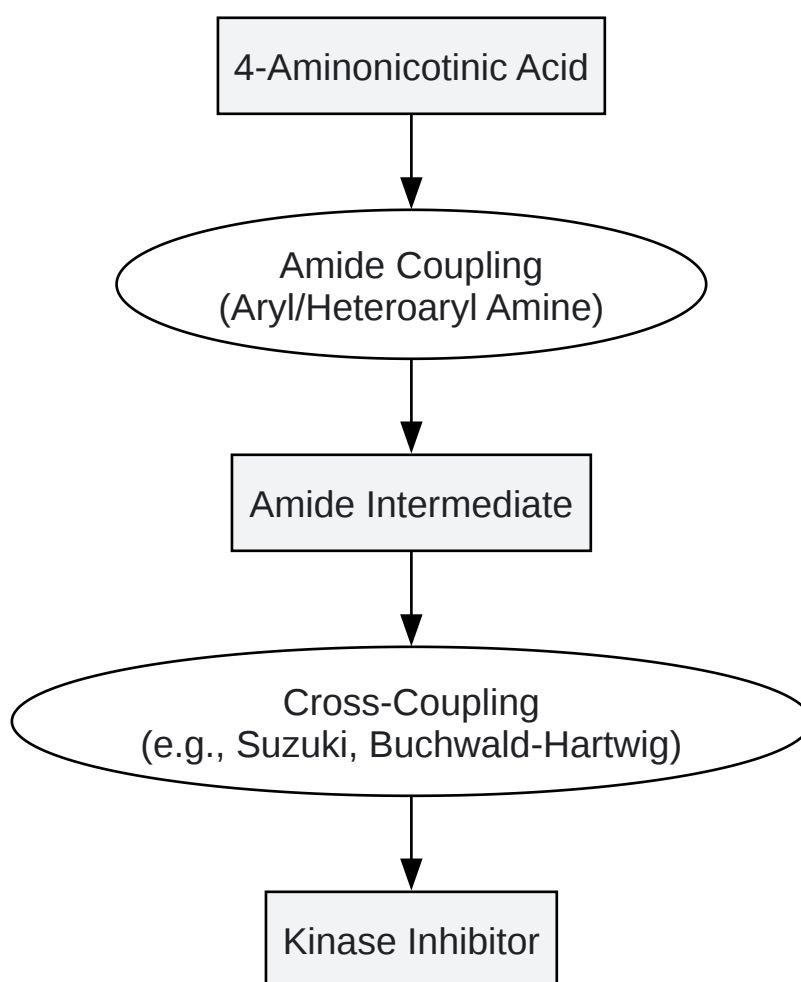 4-Aminonicotinic Acid
Amide Coupling
(Aryl/Heteroaryl Amine)
Amide Intermediate
Cross-Coupling
(e.g., Suzuki, Buchwald-Hartwig)
Kinase Inhibitor